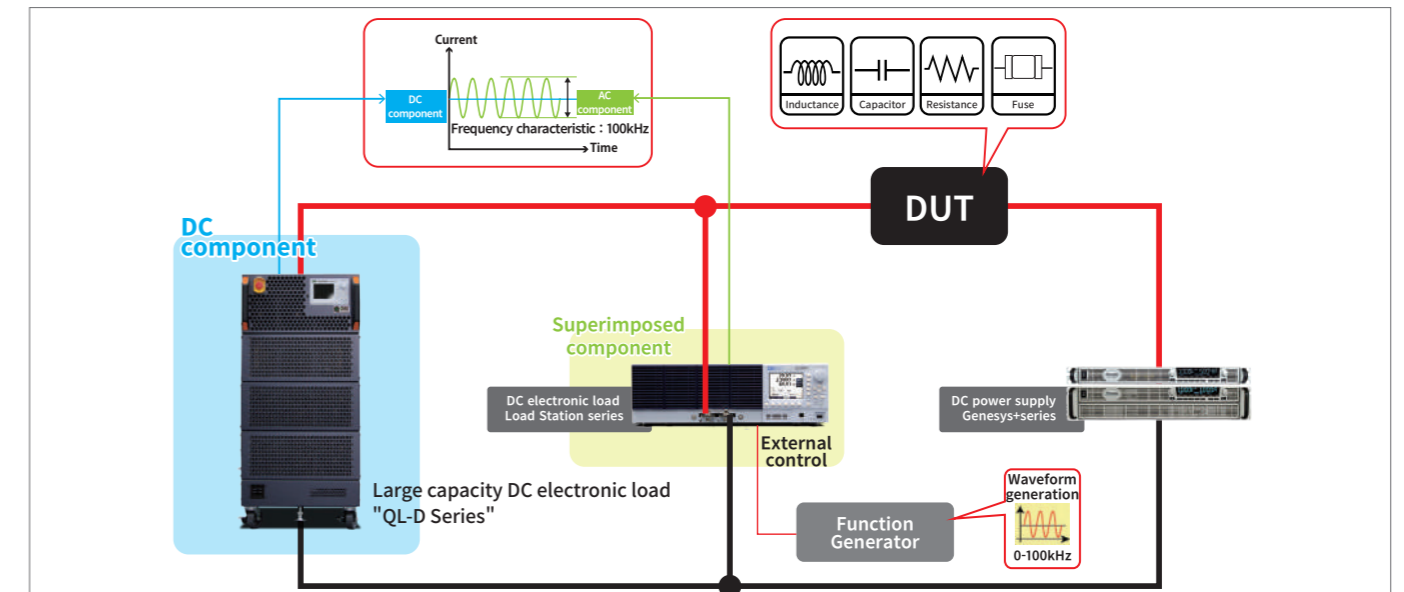 Current
DC
component
AC
component
Frequency characteristic：100kHz
Time
Inductance
Capacitor
Resistance
Fuse
DUT
DC
component
Superimposed
component
DC electronic load
Load Station series
DC power supply
Genesys+series
External
control
Large capacity DC electronic load
"QL-D Series"
Function
Generator
Waveform
generation
0-100kHz